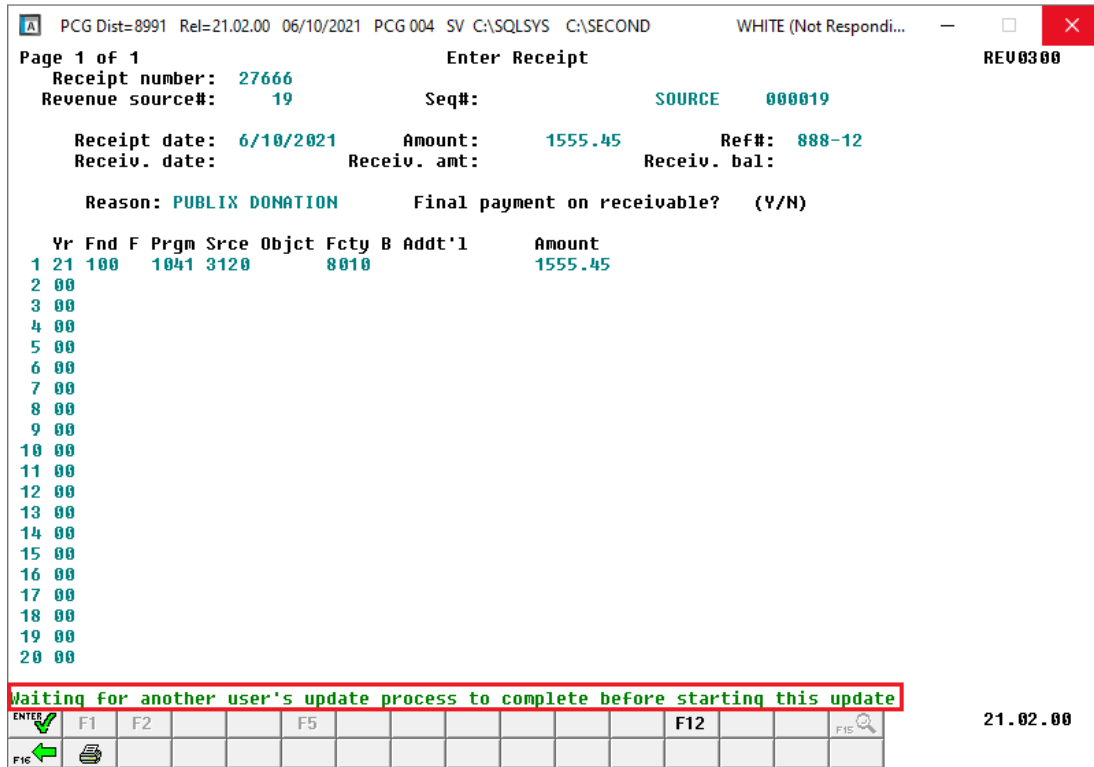 A PCG Dist=8991 Rel=21.02.00 06/10/2021 PCG 004 SV C:\SQLSYS C:\SECOND WHITE (Not Respondi...
Page 1 of 1 Enter Receipt REV0300
Receipt number: 27666
Revenue source#: 19 Seq#: SOURCE 000019
Receipt date: 6/10/2021 Amount: 1555.45 Ref#: 888-12
Receiv. date: Receiv. amt: Receiv. bal:
Reason: PUBLIX DONATION Final payment on receivable? (Y/N)
Yr Fnd F Prgm Srce Objct Fcty B Addt'l Amount
1 21 100 1041 3120 8010 1555.45
2 00
3 00
4 00
5 00
6 00
7 00
8 00
9 00
10 00
11 00
12 00
13 00
14 00
15 00
16 00
17 00
18 00
19 00
20 00
Waiting for another user's update process to complete before starting this update
ENTER F1 F2 F5 F12 F15 21.02.00
F16